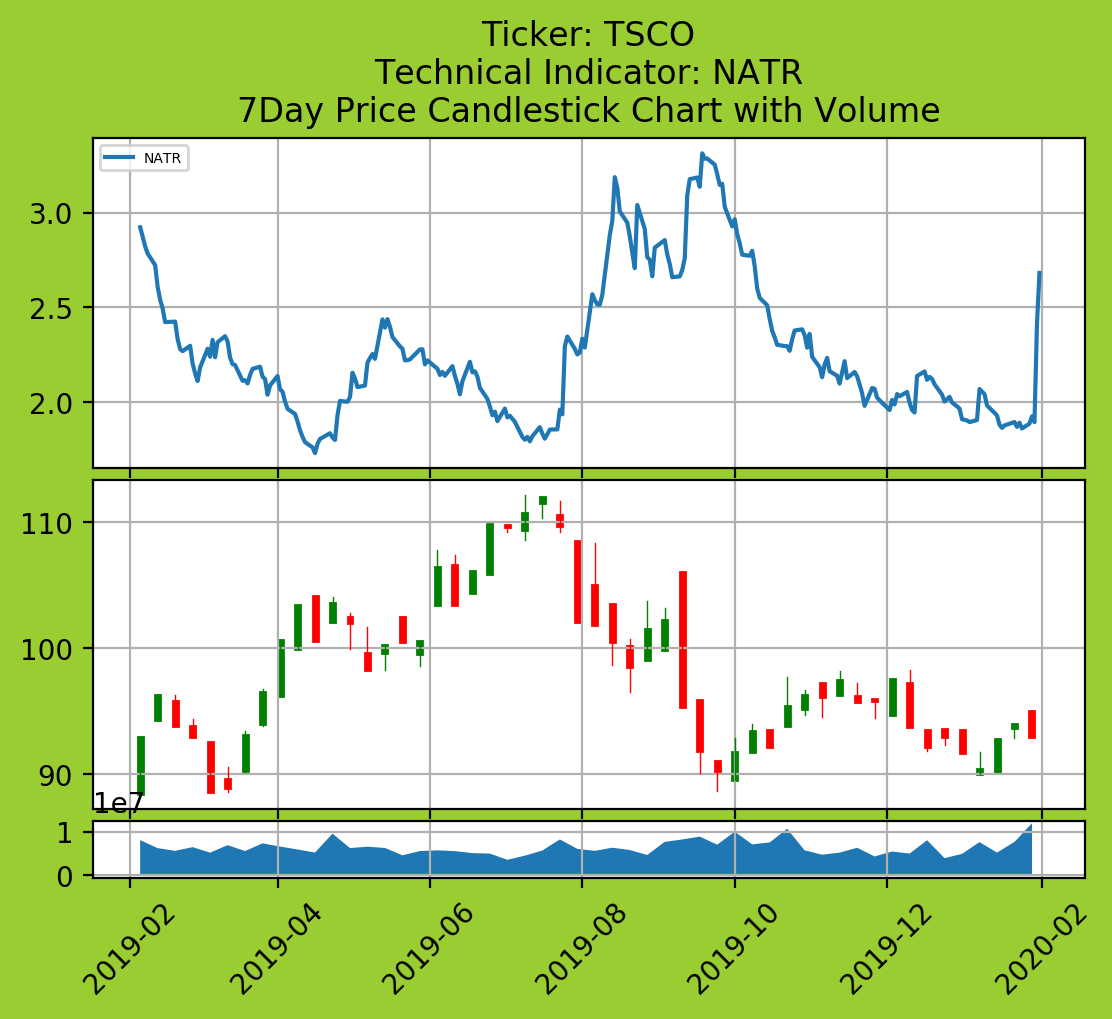 Ticker: TSCO
Technical Indicator: NATR
7Day Price Candlestick Chart with Volume
NATR
3.0
2.5
2.0
110
100
90
1e7
1
0
2019-02 2019-04 2019-06 2019-08 2019-10 2019-12 2020-02